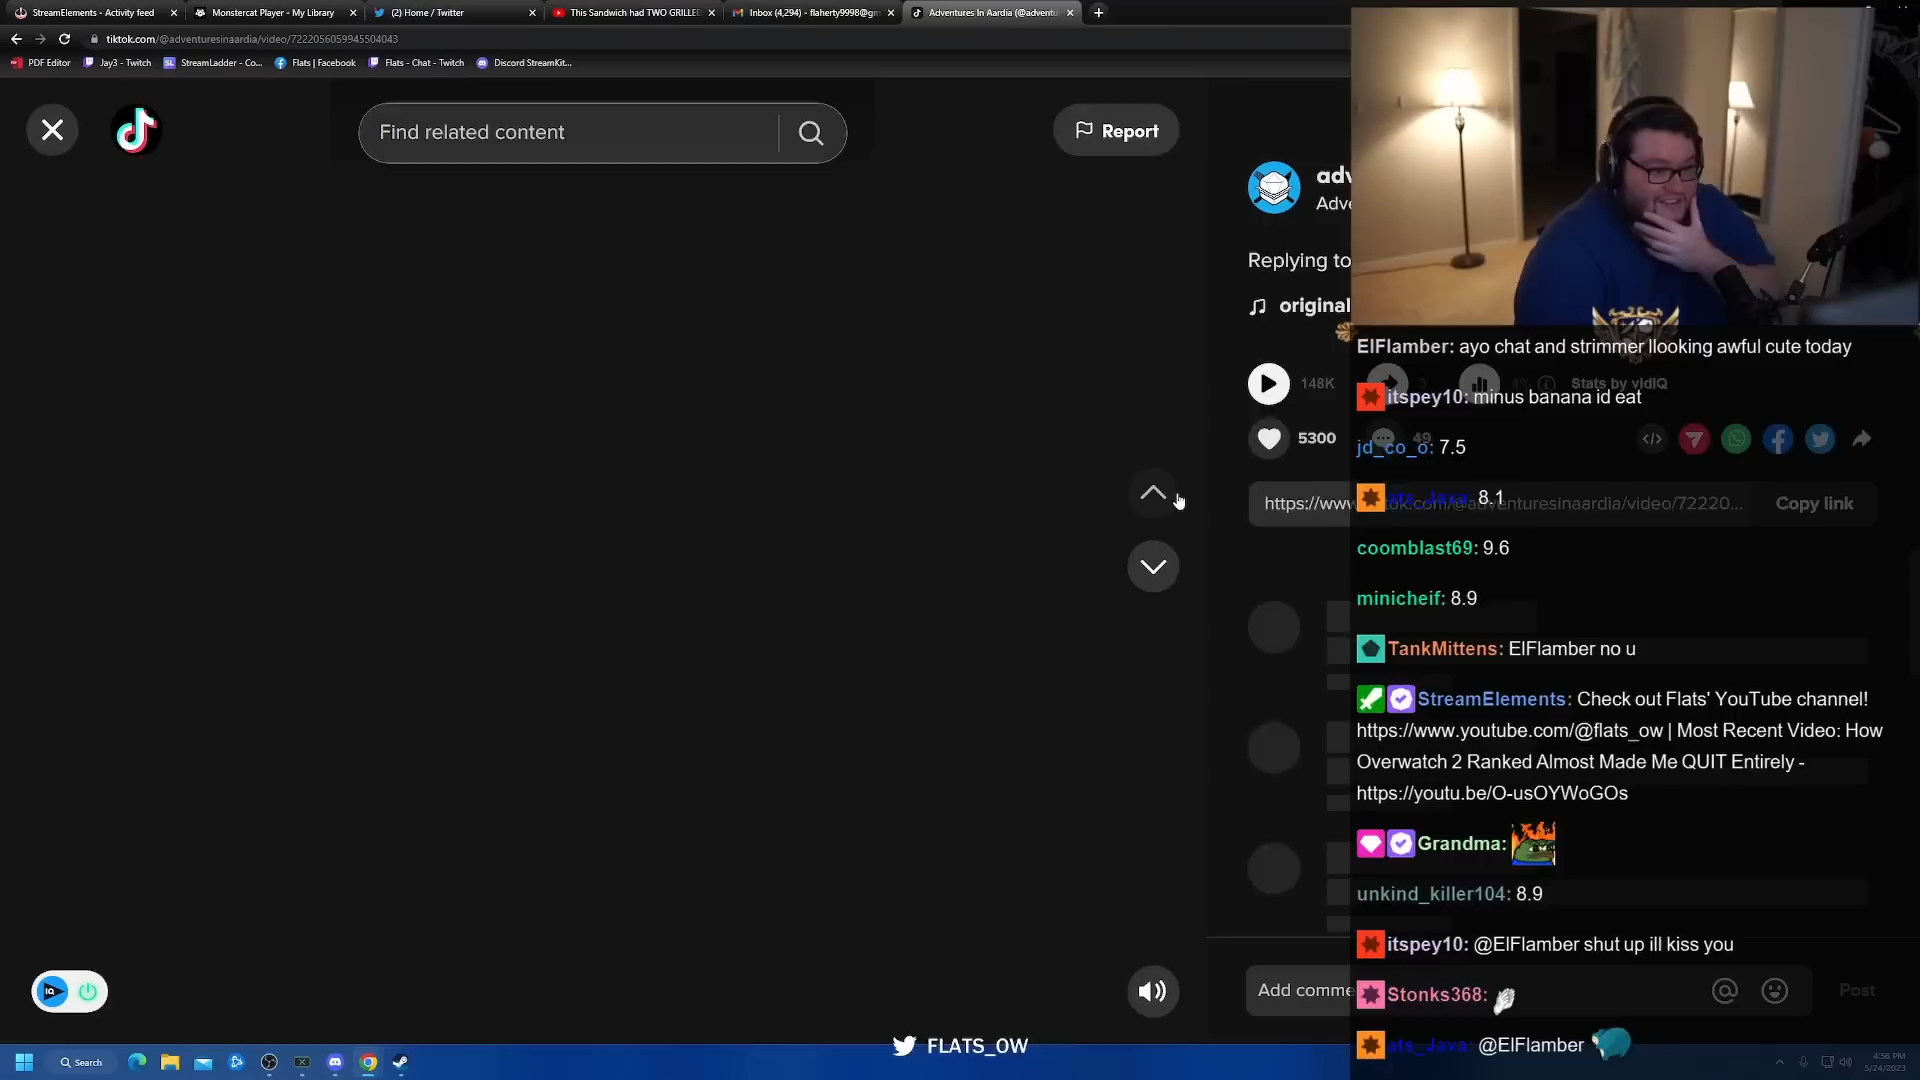 StreamElements - Activity feed
Monstercat Player - My Library
(2) Home / Twitter
This Sandwich had TWO GRILLE
Inbox (4,294) - flaherty9998@gm
Adventures In Aardia (@adventu
tiktok.com/@adventuresinaardia/video/7222056059945504043
PDF Editor
Jay3 - Twitch
StreamLadder - Co...
Flats | Facebook
Flats - Chat - Twitch
Discord StreamKit...
Find related content
Report
adv
Adve
Replying to
original
148K
3
Stats by vidIQ
5300
49
https://www.tiktok.com/@adventuresinaardia/video/72220...
Copy link
ElFlamber: ayo chat and strimmer llooking awful cute today
itspey10: minus banana id eat
jd_co_o: 7.5
ats_Java: 8.1
coomblast69: 9.6
minicheif: 8.9
TankMittens: ElFlamber no u
StreamElements: Check out Flats' YouTube channel!
https://www.youtube.com/@flats_ow | Most Recent Video: How
Overwatch 2 Ranked Almost Made Me QUIT Entirely -
https://youtu.be/O-usOYWoGOs
Grandma:
unkind_killer104: 8.9
itspey10: @ElFlamber shut up ill kiss you
Stonks368:
ats_Java: @ElFlamber
Add comme
Post
IQ
FLATS_OW
Search
4:56 PM
5/24/2023